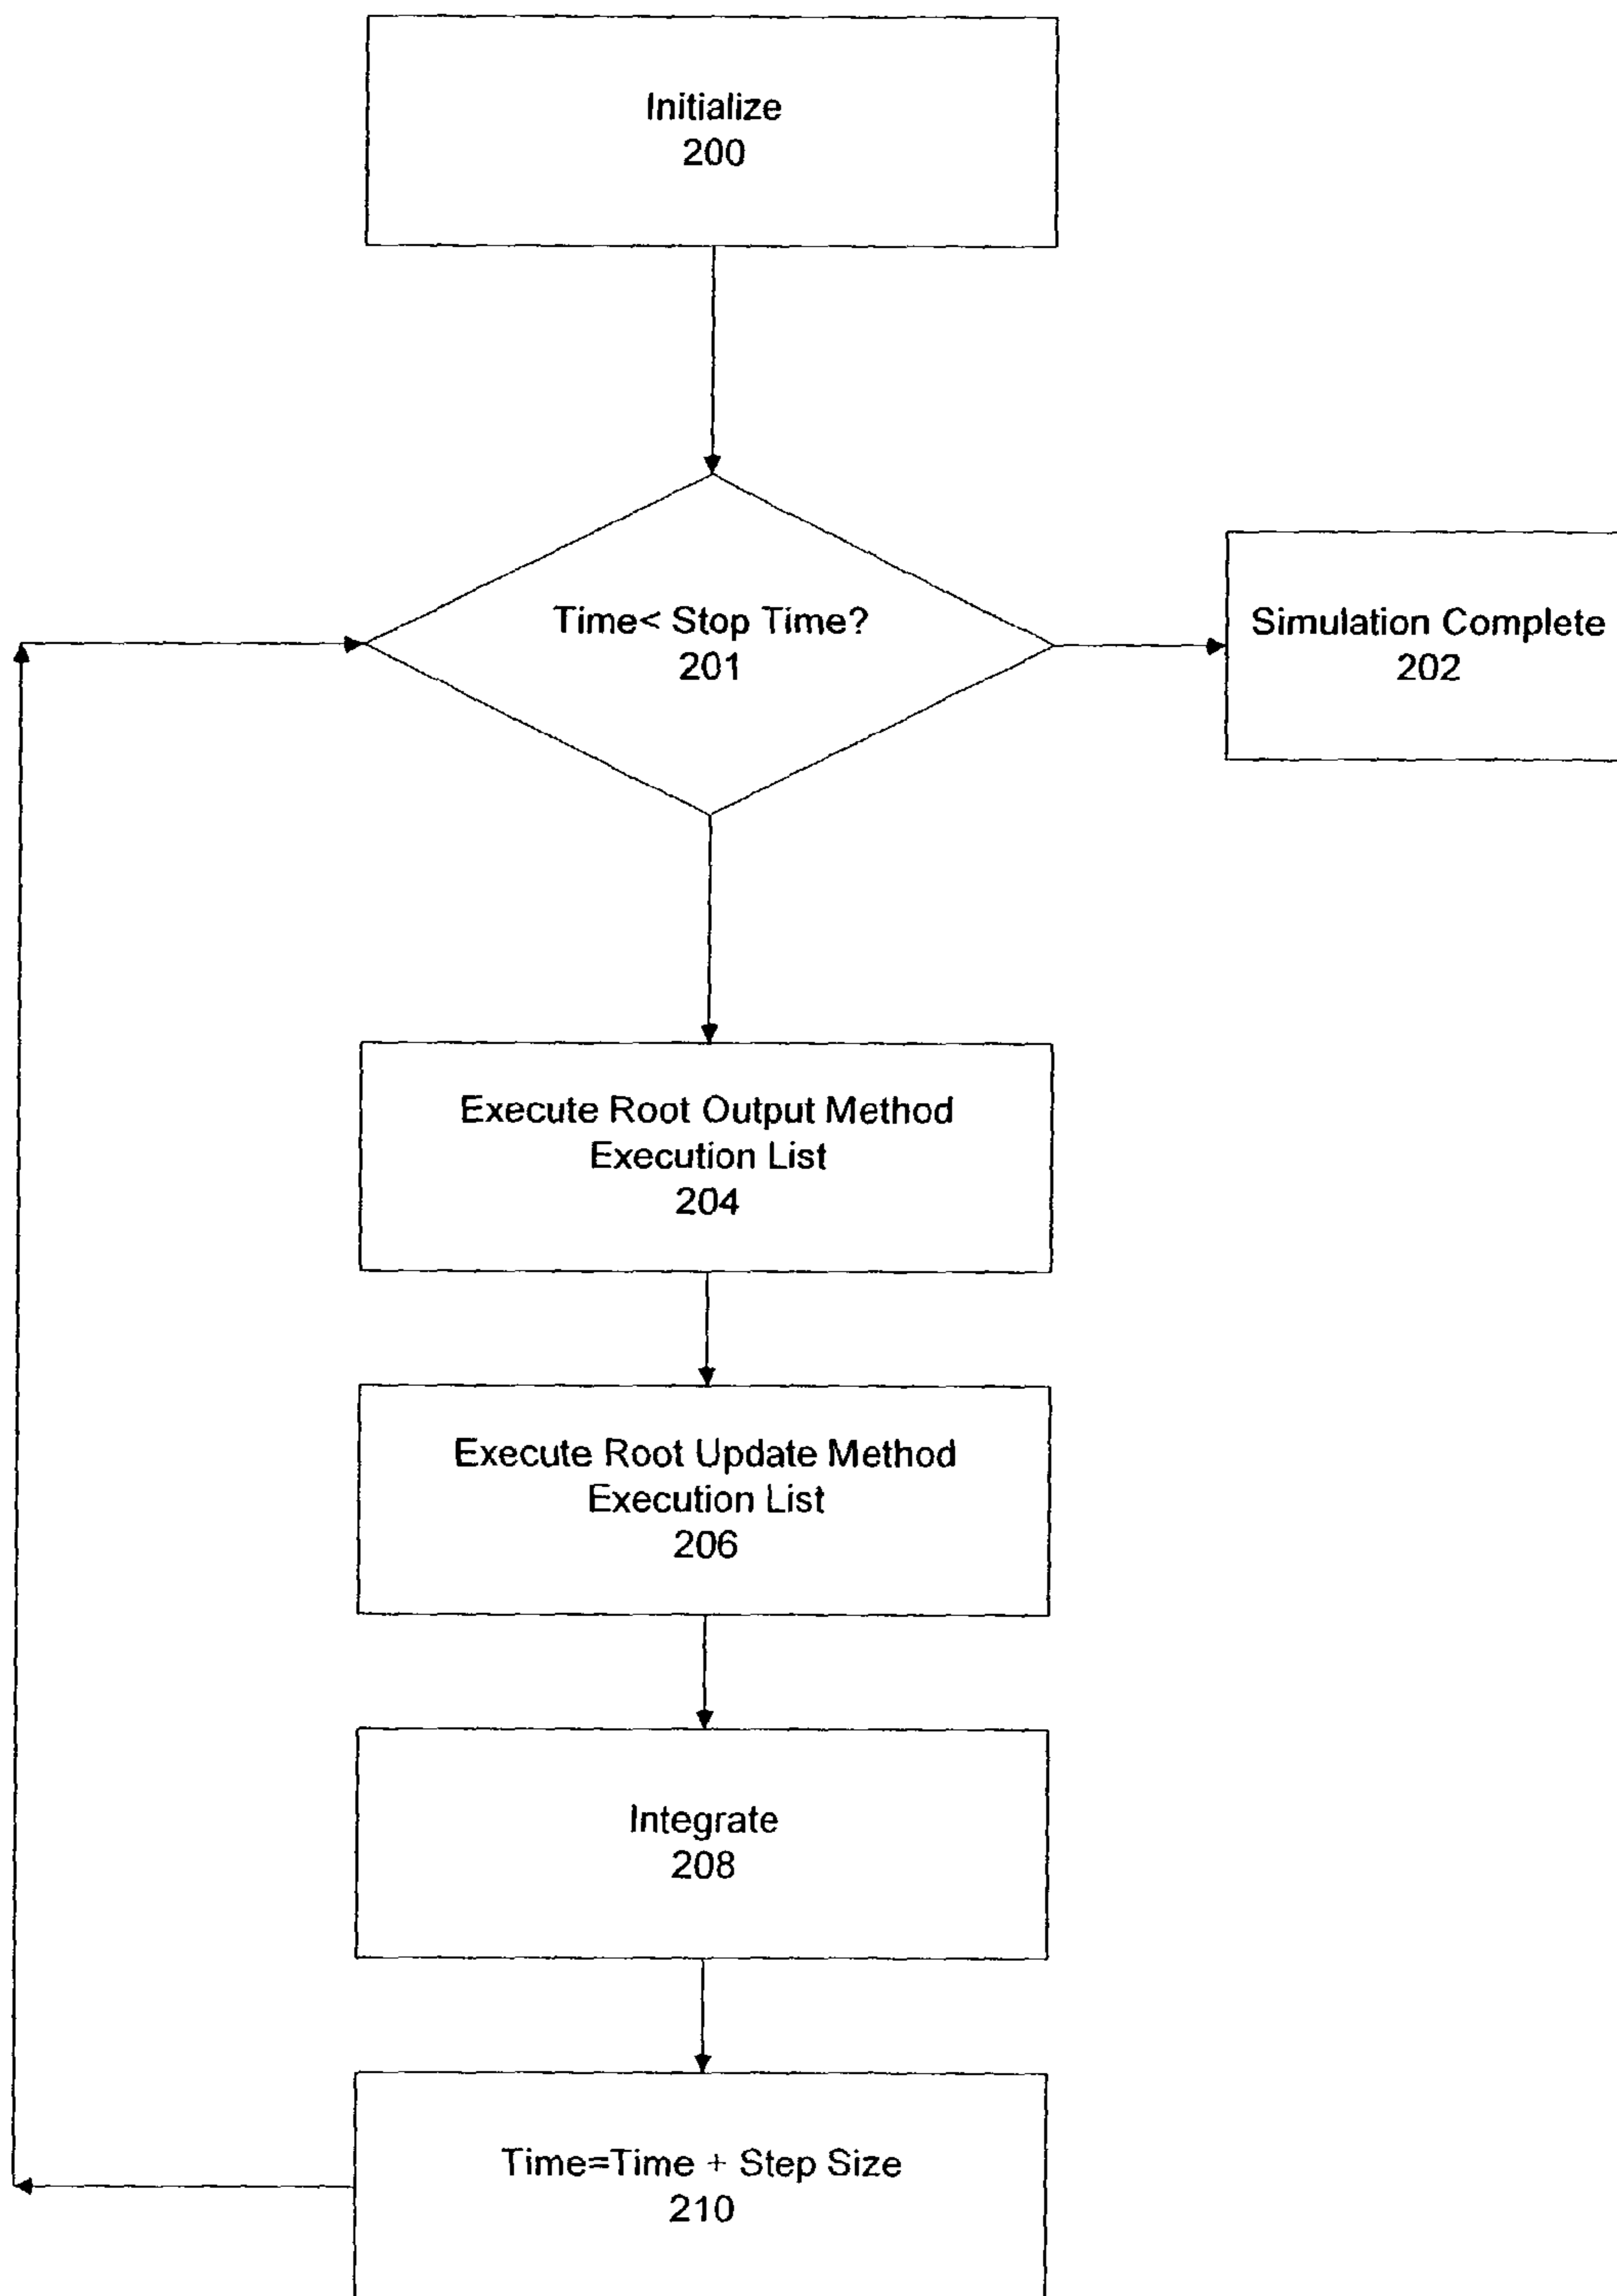 Initialize
200
Time< Stop Time?
201
Simulation Complete
202
Execute Root Output Method
Execution List
204
Execute Root Update Method
Execution List
206
Integrate
208
Time=Time + Step Size
210